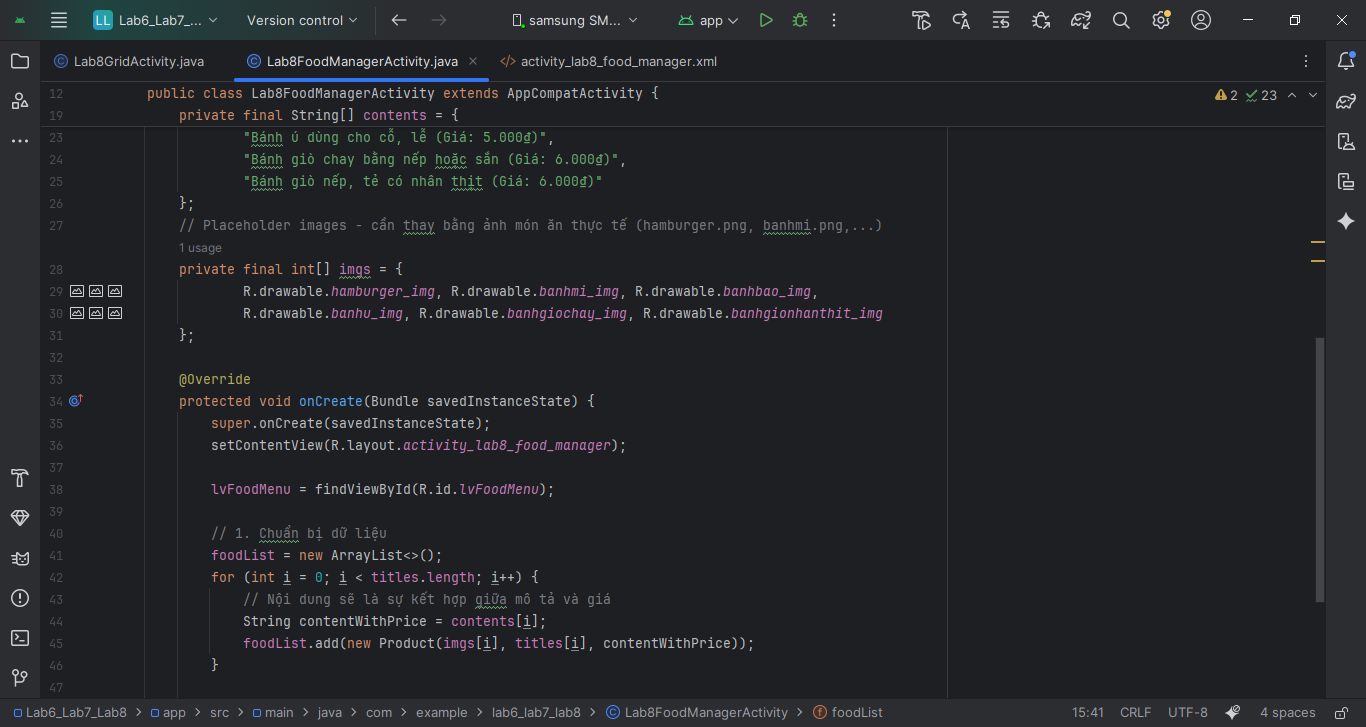 LL Lab6_Lab7_... Version control samsung SM... app
Lab8GridActivity.java Lab8FoodManagerActivity.java activity_lab8_food_manager.xml
12 public class Lab8FoodManagerActivity extends AppCompatActivity { 2 23
19 private final String[] contents = {
23 "Bánh ú dùng cho cỗ, lễ (Giá: 5.000đ)",
24 "Bánh giò chay bằng nếp hoặc sắn (Giá: 6.000đ)",
25 "Bánh giò nếp, tẻ có nhân thịt (Giá: 6.000đ)"
26 };
27 // Placeholder images - cần thay bằng ảnh món ăn thực tế (hamburger.png, banhmi.png,...)
1 usage
28 private final int[] imgs = {
29 R.drawable.hamburger_img, R.drawable.banhmi_img, R.drawable.banhbao_img,
30 R.drawable.banhu_img, R.drawable.banhgiochay_img, R.drawable.banhgionhanthit_img
31 };
32
33 @Override
34 protected void onCreate(Bundle savedInstanceState) {
35 super.onCreate(savedInstanceState);
36 setContentView(R.layout.activity_lab8_food_manager);
37
38 lvFoodMenu = findViewById(R.id.lvFoodMenu);
39
40 // 1. Chuẩn bị dữ liệu
41 foodList = new ArrayList<>();
42 for (int i = 0; i < titles.length; i++) {
43 // Nội dung sẽ là sự kết hợp giữa mô tả và giá
44 String contentWithPrice = contents[i];
45 foodList.add(new Product(imgs[i], titles[i], contentWithPrice));
46 }
47
Lab6_Lab7_Lab8 > app > src > main > java > com > example > lab6_lab7_lab8 > Lab8FoodManagerActivity > foodList 15:41 CRLF UTF-8 4 spaces